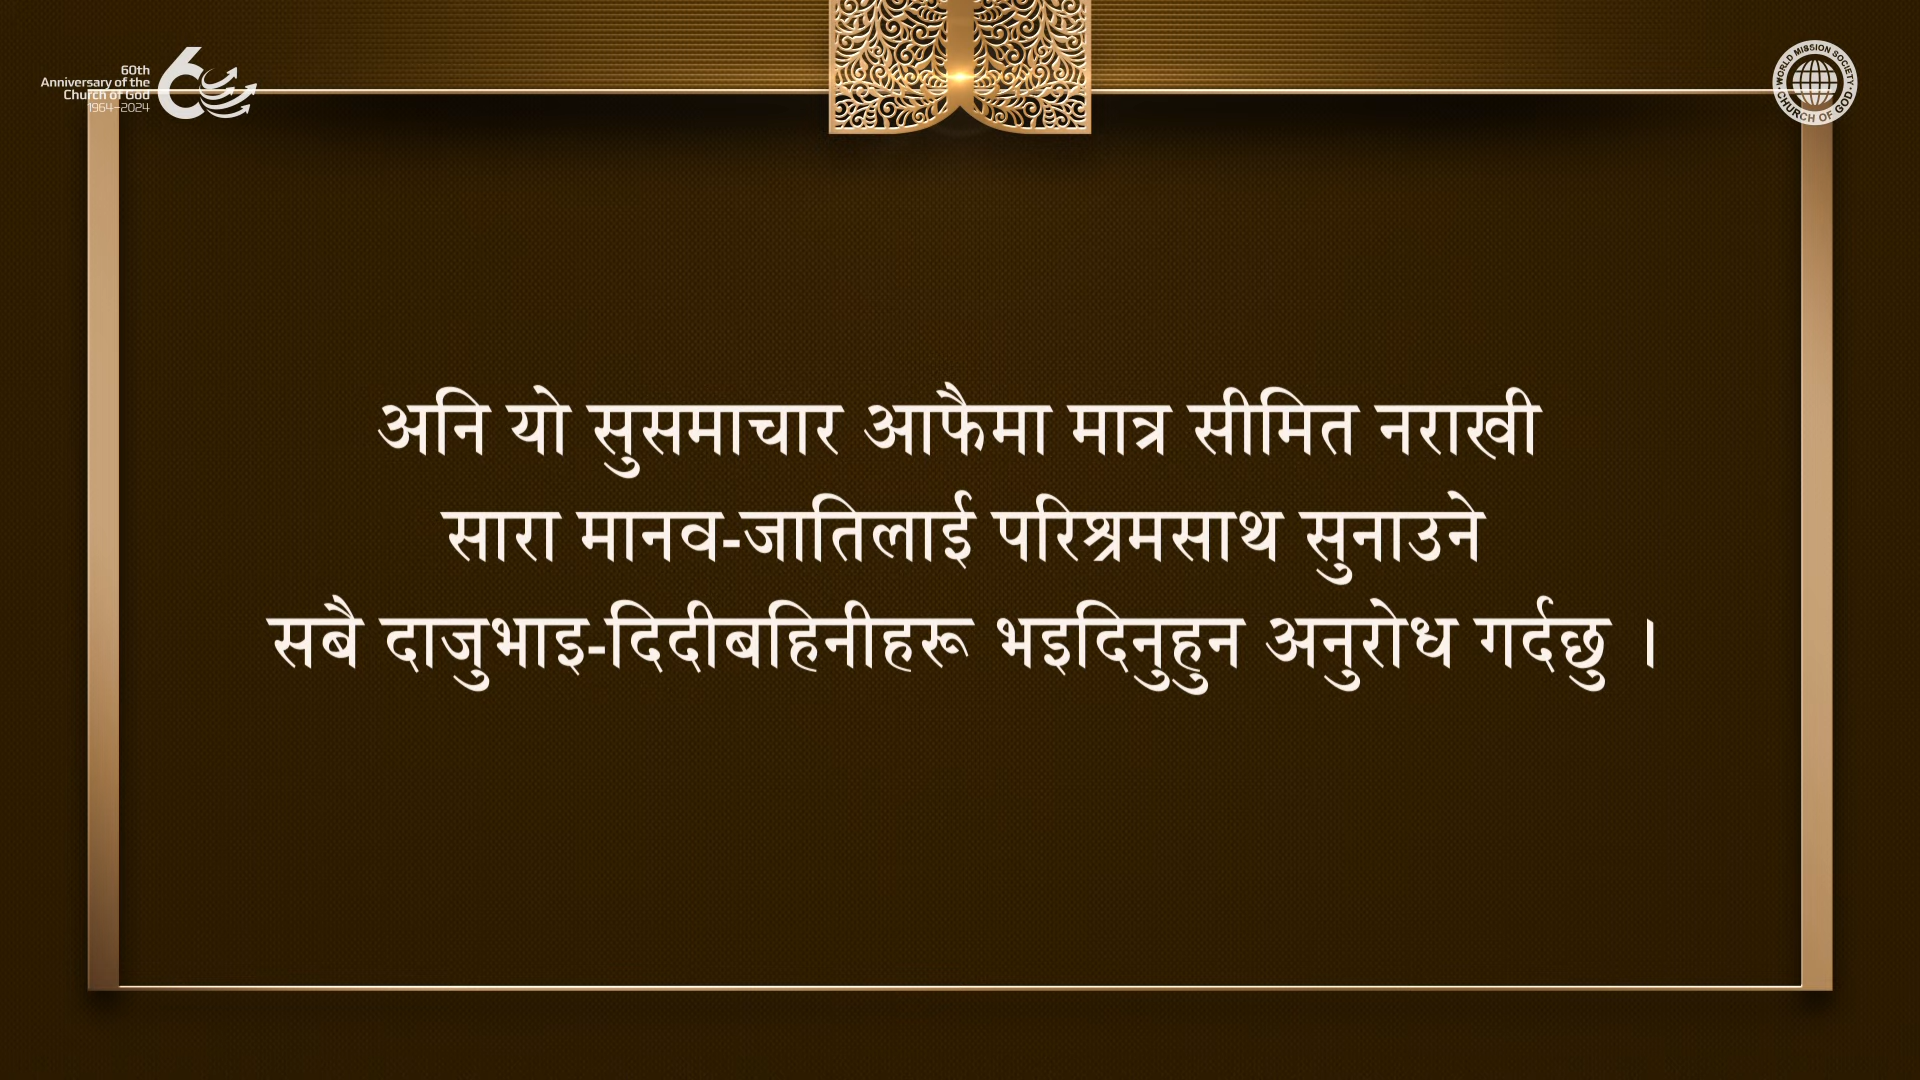 60th
Anniversary of the
Church of God
1964–2024
WORLD MISSION SOCIETY
CHURCH OF GOD
अनि यो सुसमाचार आफैमा मात्र सीमित नराखी
सारा मानव-जातिलाई परिश्रमसाथ सुनाउने
सबै दाजुभाइ-दिदीबहिनीहरू भइदिनुहुन अनुरोध गर्दछु ।